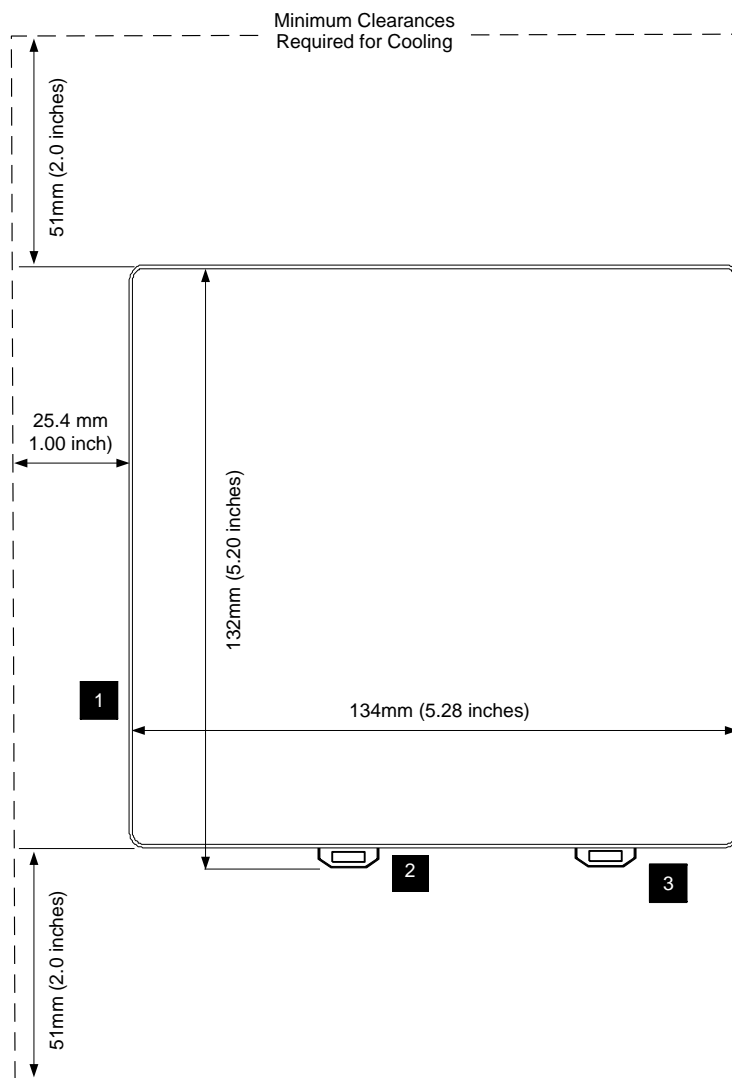 Minimum Clearances
Required for Cooling
51mm (2.0 inches)
25.4 mm
1.00 inch)
132mm (5.20 inches)
1
134mm (5.28 inches)
2
3
51mm (2.0 inches)